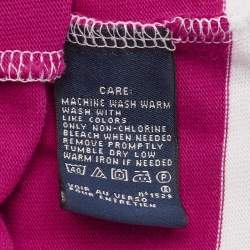 CARE:
MACHINE WASH WARM
WASH WITH
LIKE COLORS
ONLY NON-CHLORINE
BLEACH WHEN NEEDED
REMOVE PROMPTLY
TUMBLE DRY LOW
WARM IRON IF NEEDED
VOIR AU VERSO
POUR ENTRETIEN